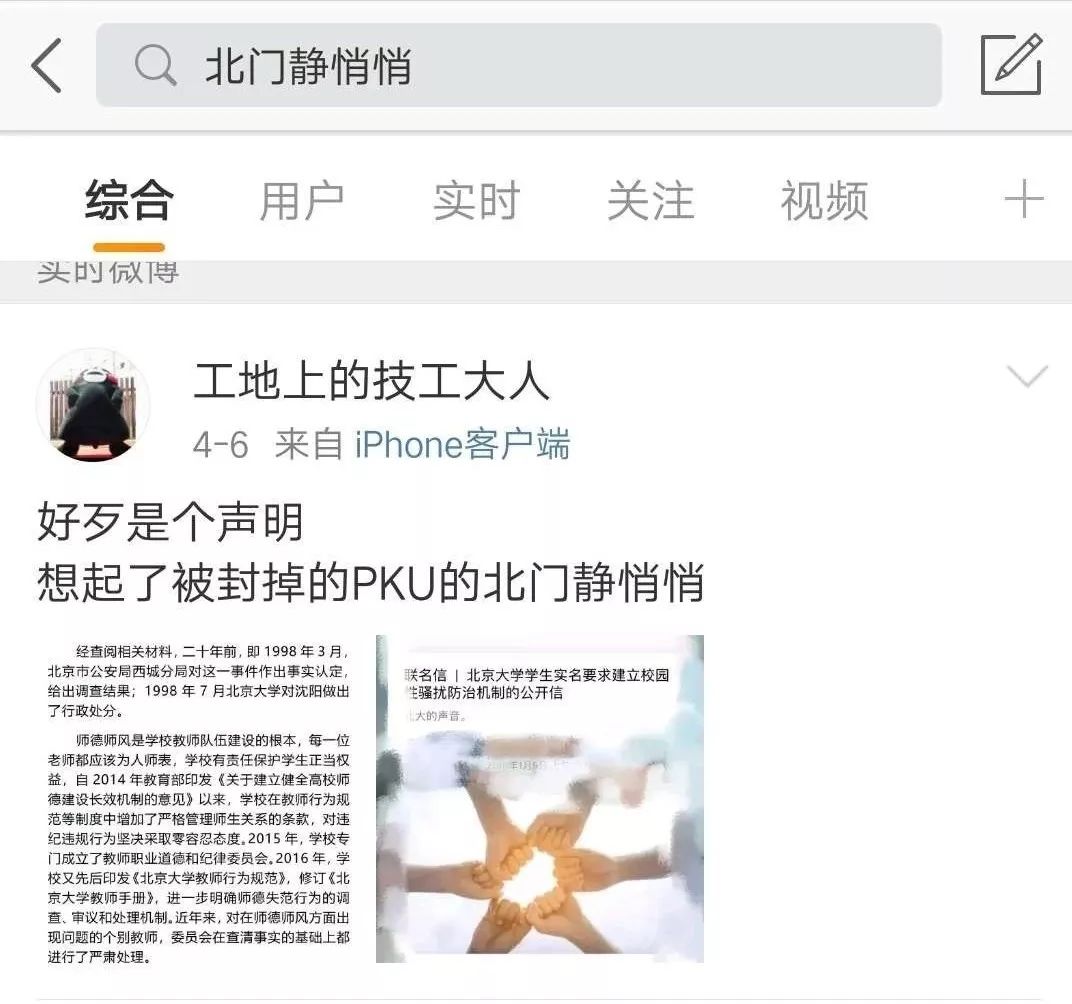 北门静悄悄
综合 用户 实时 关注 视频
实时微博
工地上的技工大人
4-6 来自 iPhone客户端
好歹是个声明
想起了被封掉的PKU的北门静悄悄
经查阅相关材料，二十年前，即 1998 年 3 月，
北京市公安局西城分局对这一事件作出事实认定，
给出调查结果；1998 年 7 月北京大学对沈阳做出
了行政处分。
师德师风是学校教师队伍建设的根本，每一位
老师都应该为人师表，学校有责任保护学生正当权
益，自 2014 年教育部印发《关于建立健全高校师
德建设长效机制的意见》以来，学校在教师行为规
范等制度中增加了严格管理师生关系的条款，对违
纪违规行为坚决采取零容忍态度。2015 年，学校专
门成立了教师职业道德和纪律委员会。2016 年，学
校又先后印发《北京大学教师行为规范》，修订《北
京大学教师手册》，进一步明确师德失范行为的调
查、审议和处理机制。近年来，对在师德师风方面出
现问题的个别教师，委员会在查清事实的基础上都
进行了严肃处理。
联名信 | 北京大学学生实名要求建立校园
性骚扰防治机制的公开信
北大的声音。